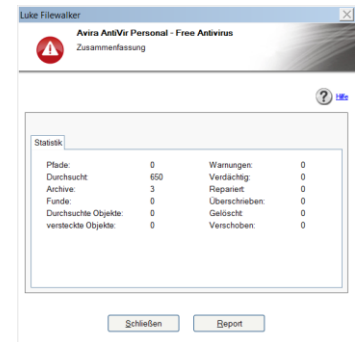 Luke Filewalker
Avira AntiVir Personal - Free Antivirus
Zusammenfassung
? Hilfe
Statistik
Pfade: 0 Warnungen: 0
Durchsucht: 650 Verdächtig: 0
Archive: 3 Repariert: 0
Funde: 0 Überschrieben: 0
Durchsuchte Objekte: 0 Gelöscht: 0
versteckte Objekte: 0 Verschoben: 0
Schließen Report